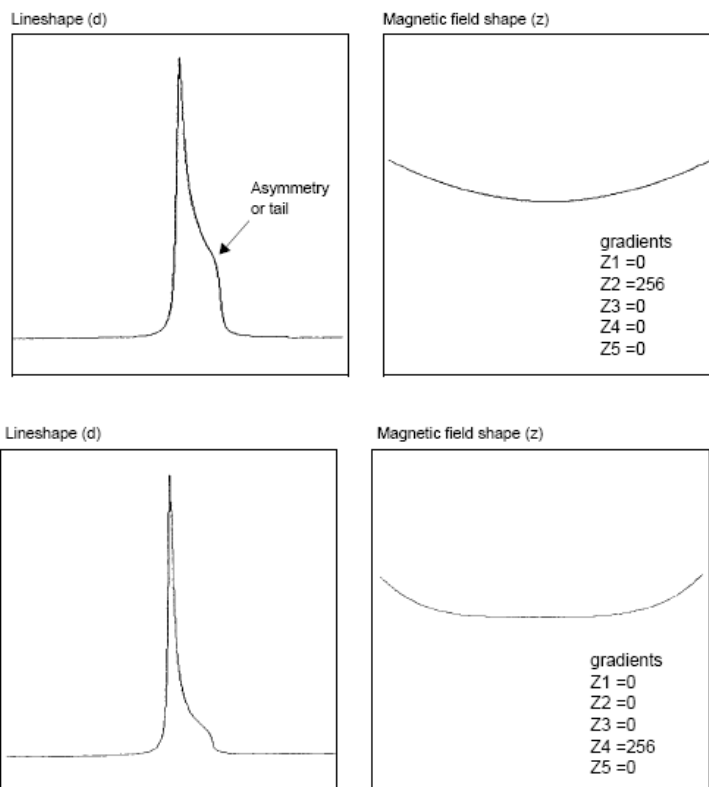 Lineshape (d)
Magnetic field shape (z)
Asymmetry
or tail
gradients
Z1 =0
Z2 =256
Z3 =0
Z4 =0
Z5 =0
Lineshape (d)
Magnetic field shape (z)
gradients
Z1 =0
Z2 =0
Z3 =0
Z4 =256
Z5 =0